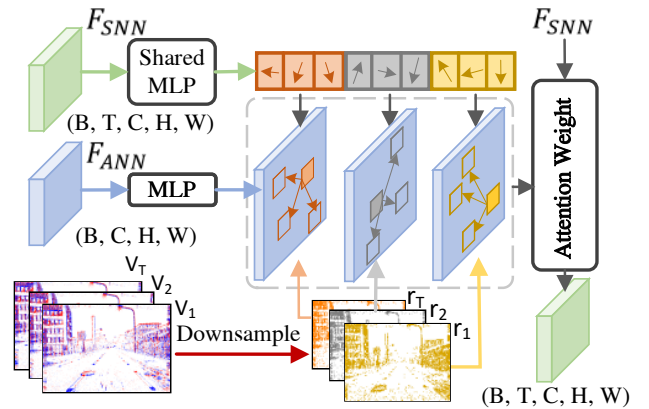 F_SNN
Shared
MLP
(B, T, C, H, W)
F_SNN
F_ANN
MLP
(B, C, H, W)
Attention Weight
V_T
V_2
V_1
Downsample
r_T
r_2
r_1
(B, T, C, H, W)